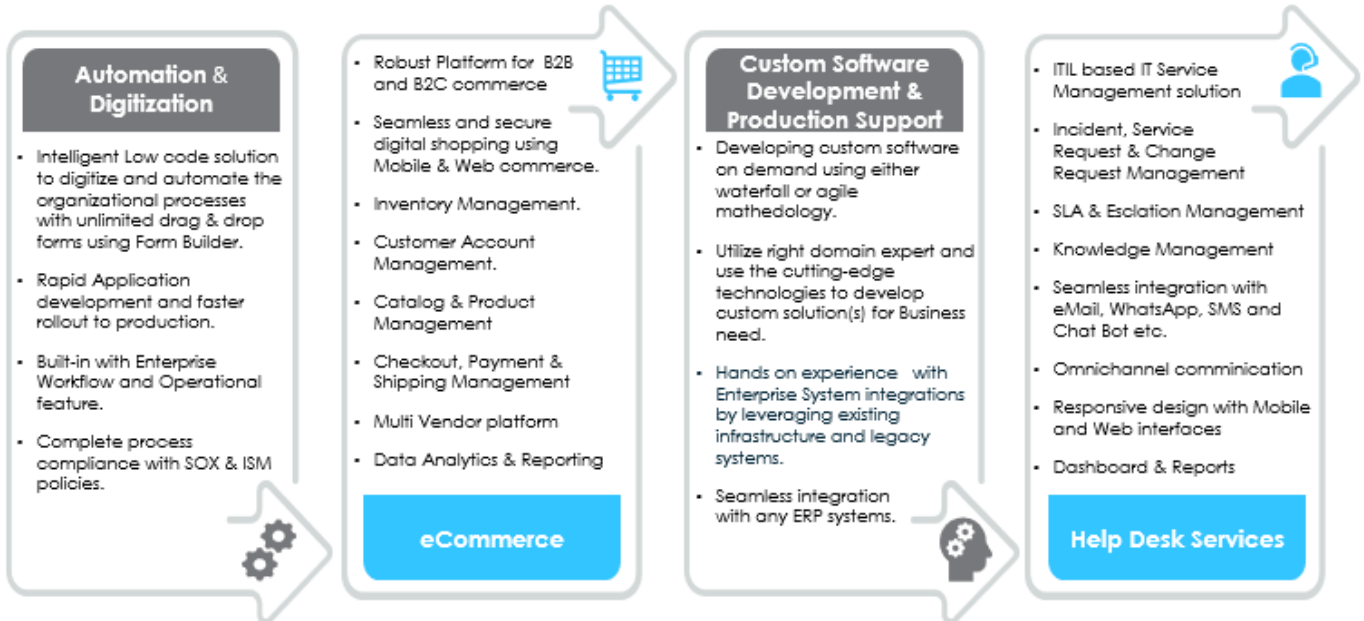 Automation &
Digitization
▪ Intelligent Low code solution
to digitize and automate the
organizational processes
with unlimited drag & drop
forms using Form Builder.
▪ Rapid Application
development and faster
rollout to production.
▪ Built-in with Enterprise
Workflow and Operational
feature.
▪ Complete process
compliance with SOX & ISM
policies.
▪ Robust Platform for B2B
and B2C commerce
▪ Seamless and secure
digital shopping using
Mobile & Web commerce.
▪ Inventory Management.
▪ Customer Account
Management.
▪ Catalog & Product
Management
▪ Checkout, Payment &
Shipping Management
▪ Multi Vendor platform
▪ Data Analytics & Reporting
eCommerce
Custom Software
Development &
Production Support
▪ Developing custom software
on demand using either
waterfall or agile
mathedology.
▪ Utilize right domain expert and
use the cutting-edge
technologies to develop
custom solution(s) for Business
need.
▪ Hands on experience with
Enterprise System integrations
by leveraging existing
infrastructure and legacy
systems.
▪ Seamless integration
with any ERP systems.
▪ ITIL based IT Service
Management solution
▪ Incident, Service
Request & Change
Request Management
▪ SLA & Esclation Management
▪ Knowledge Management
▪ Seamless integration with
eMail, WhatsApp, SMS and
Chat Bot etc.
▪ Omnichannel comminication
▪ Responsive design with Mobile
and Web interfaces
▪ Dashboard & Reports
Help Desk Services